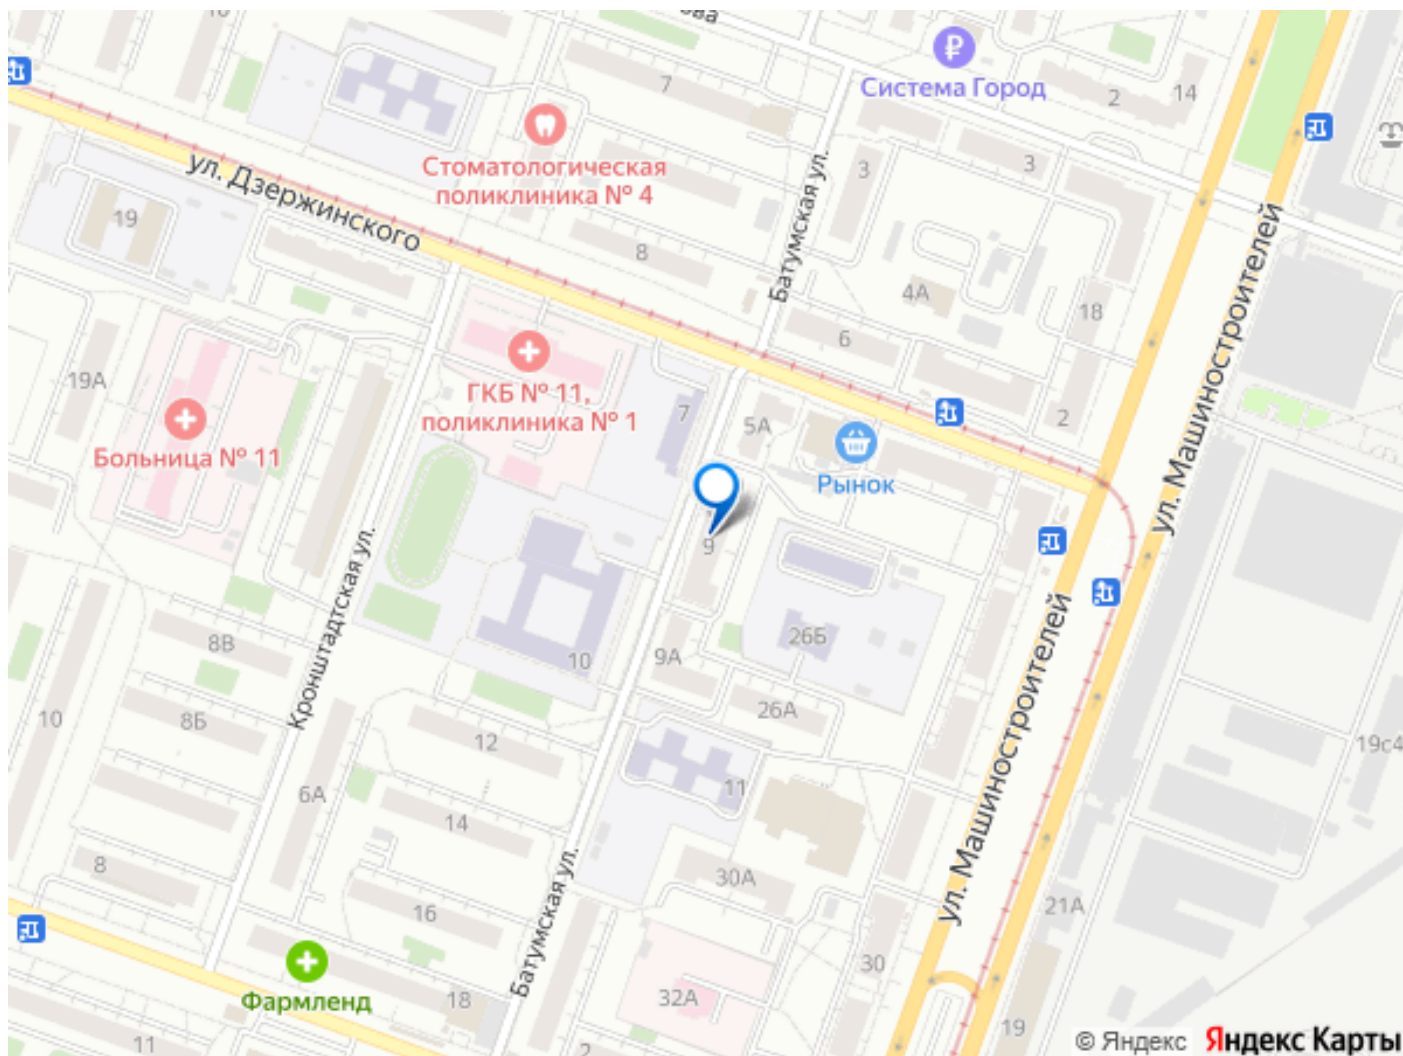 ова
Система Город
10
7
2
14
Стоматологическая
поликлиника № 4
3
3
ул. Дзержинского
Батумская ул.
19
8
4А
ул. Машиностроителей
18
6
19А
ГКБ № 11,
поликлиника № 1
7
5А
2
Больница № 11
Рынок
9
Кронштадтская ул.
26Б
8В
10
9А
ул. Машиностроителей
10
8Б
12
26А
19с4
6А
11
14
8
Батумская ул.
30А
16
21А
30
Фармленд
18
32А
19
11
2
© Яндекс
Яндекс Карты